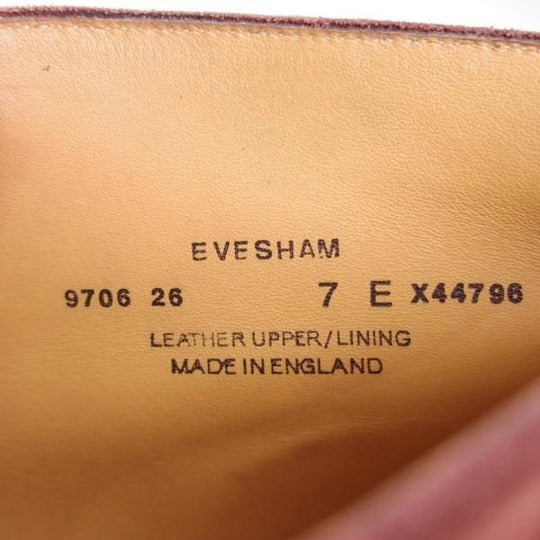 EVESHAM
9706 26 7 E X44796
LEATHER UPPER/LINING
MADE IN ENGLAND